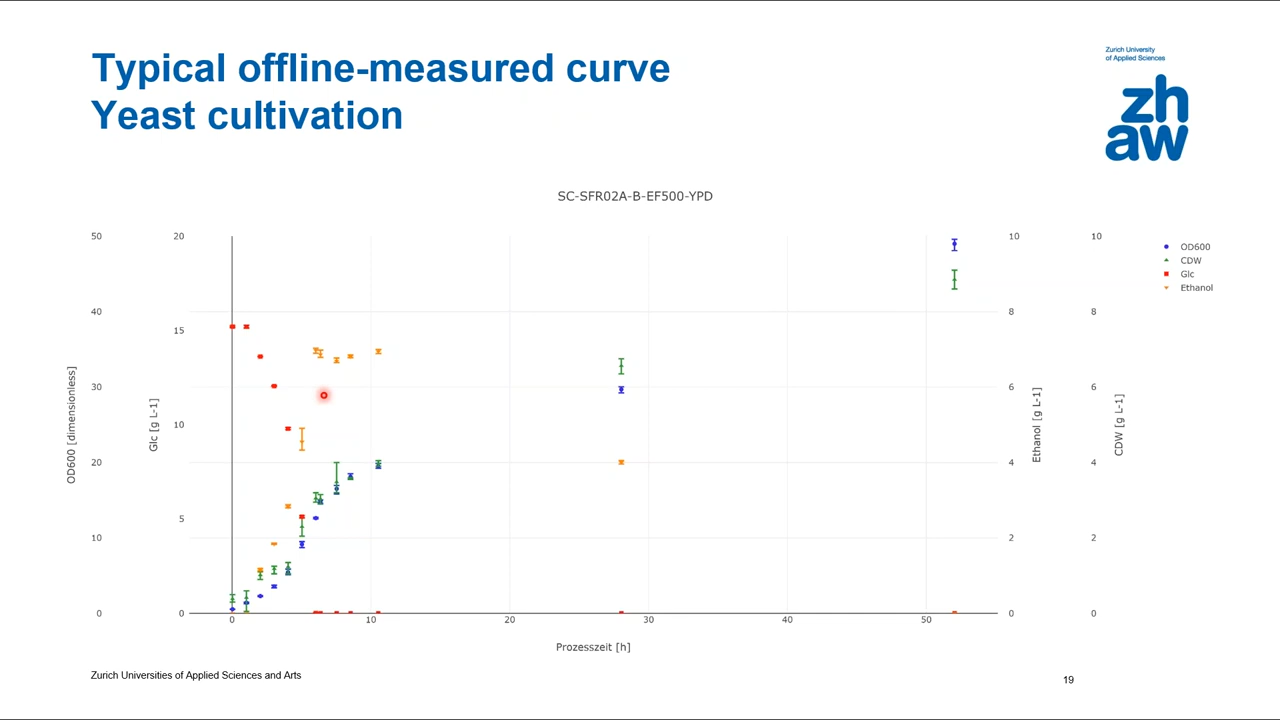 Typical offline-measured curve
Yeast cultivation
Zurich University
of Applied Sciences
zh
aw
SC-SFR02A-B-EF500-YPD
50
40
30
20
10
0
OD600 [dimensionless]
20
15
10
5
0
Glc [g L-1]
10
8
6
4
2
0
Ethanol [g L-1]
10
8
6
4
2
0
CDW [g L-1]
OD600
CDW
Glc
Ethanol
0 10 20 30 40 50
Prozesszeit [h]
Zurich Universities of Applied Sciences and Arts
19